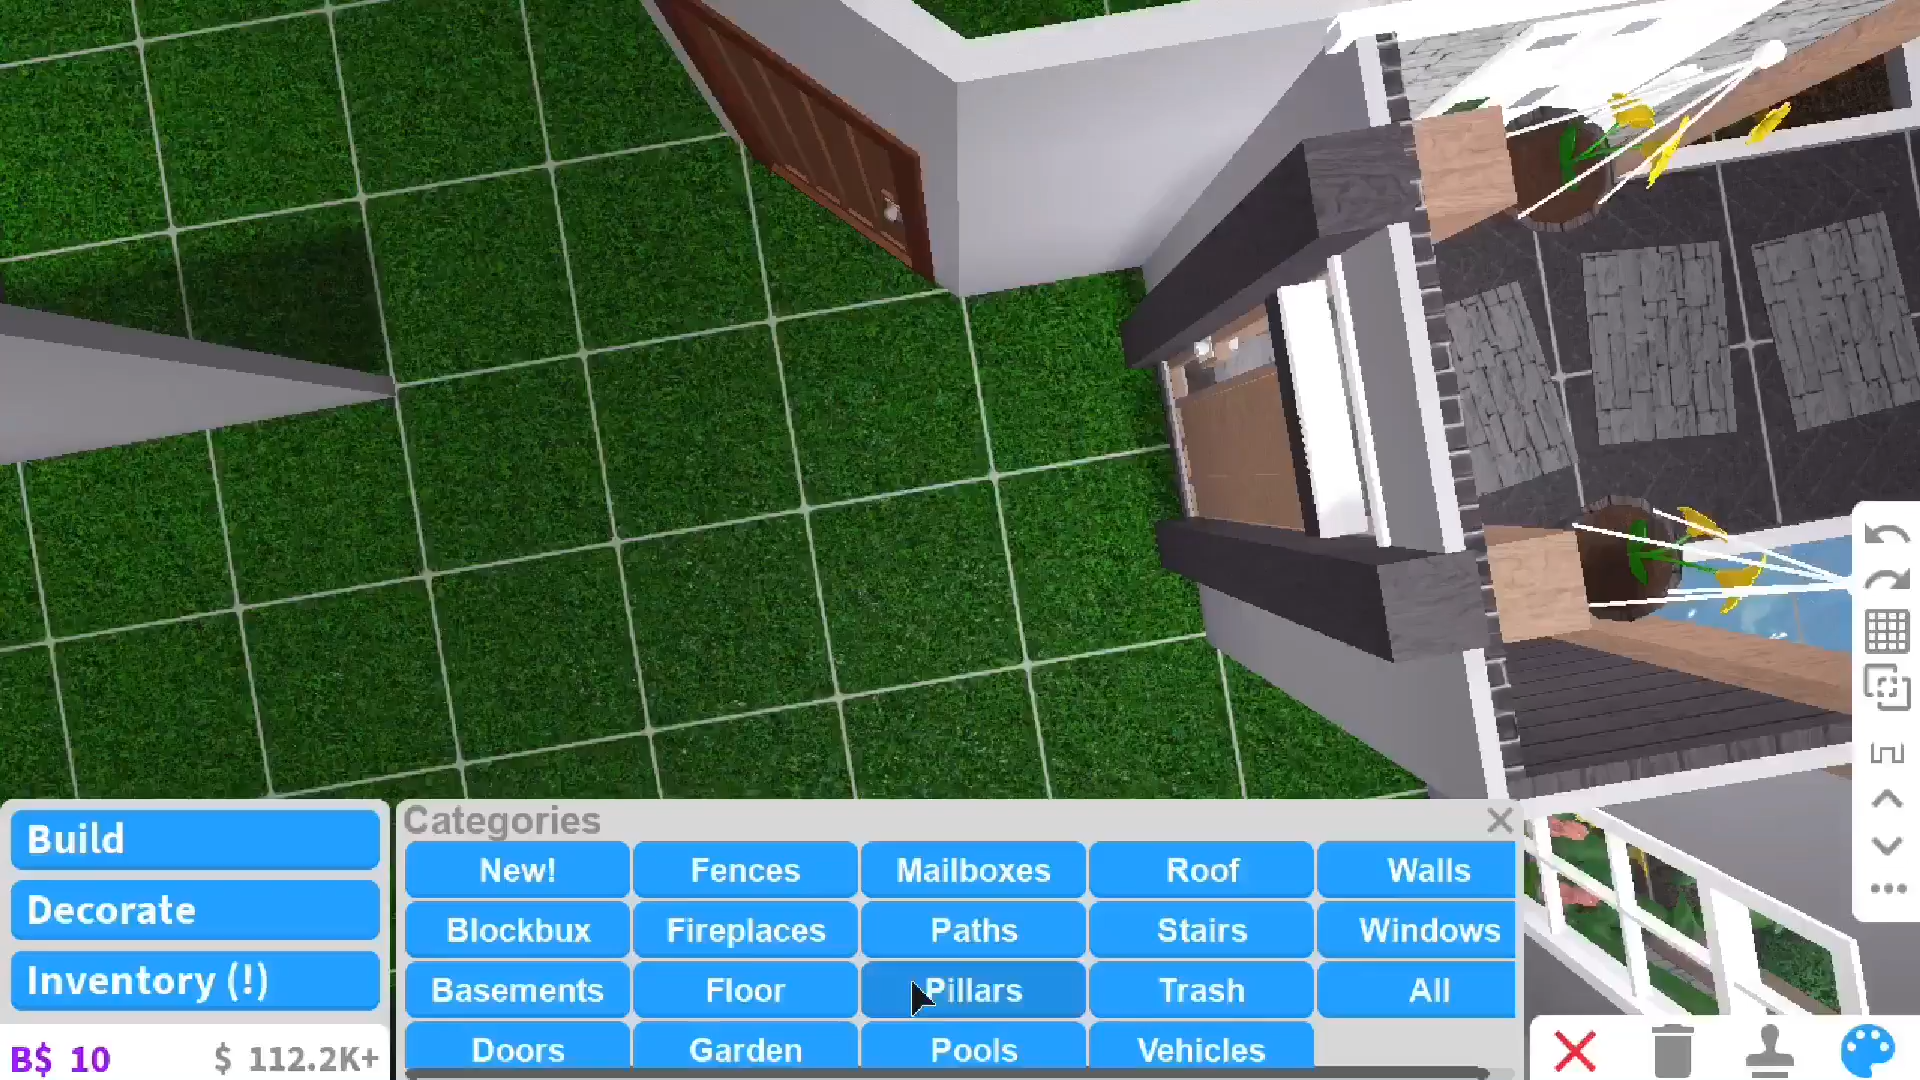 Build
Decorate
Inventory (!)
B$ 10 $ 112.2K+
Categories
New! Fences Mailboxes Roof Walls
Blockbux Fireplaces Paths Stairs Windows
Basements Floor Pillars Trash All
Doors Garden Pools Vehicles